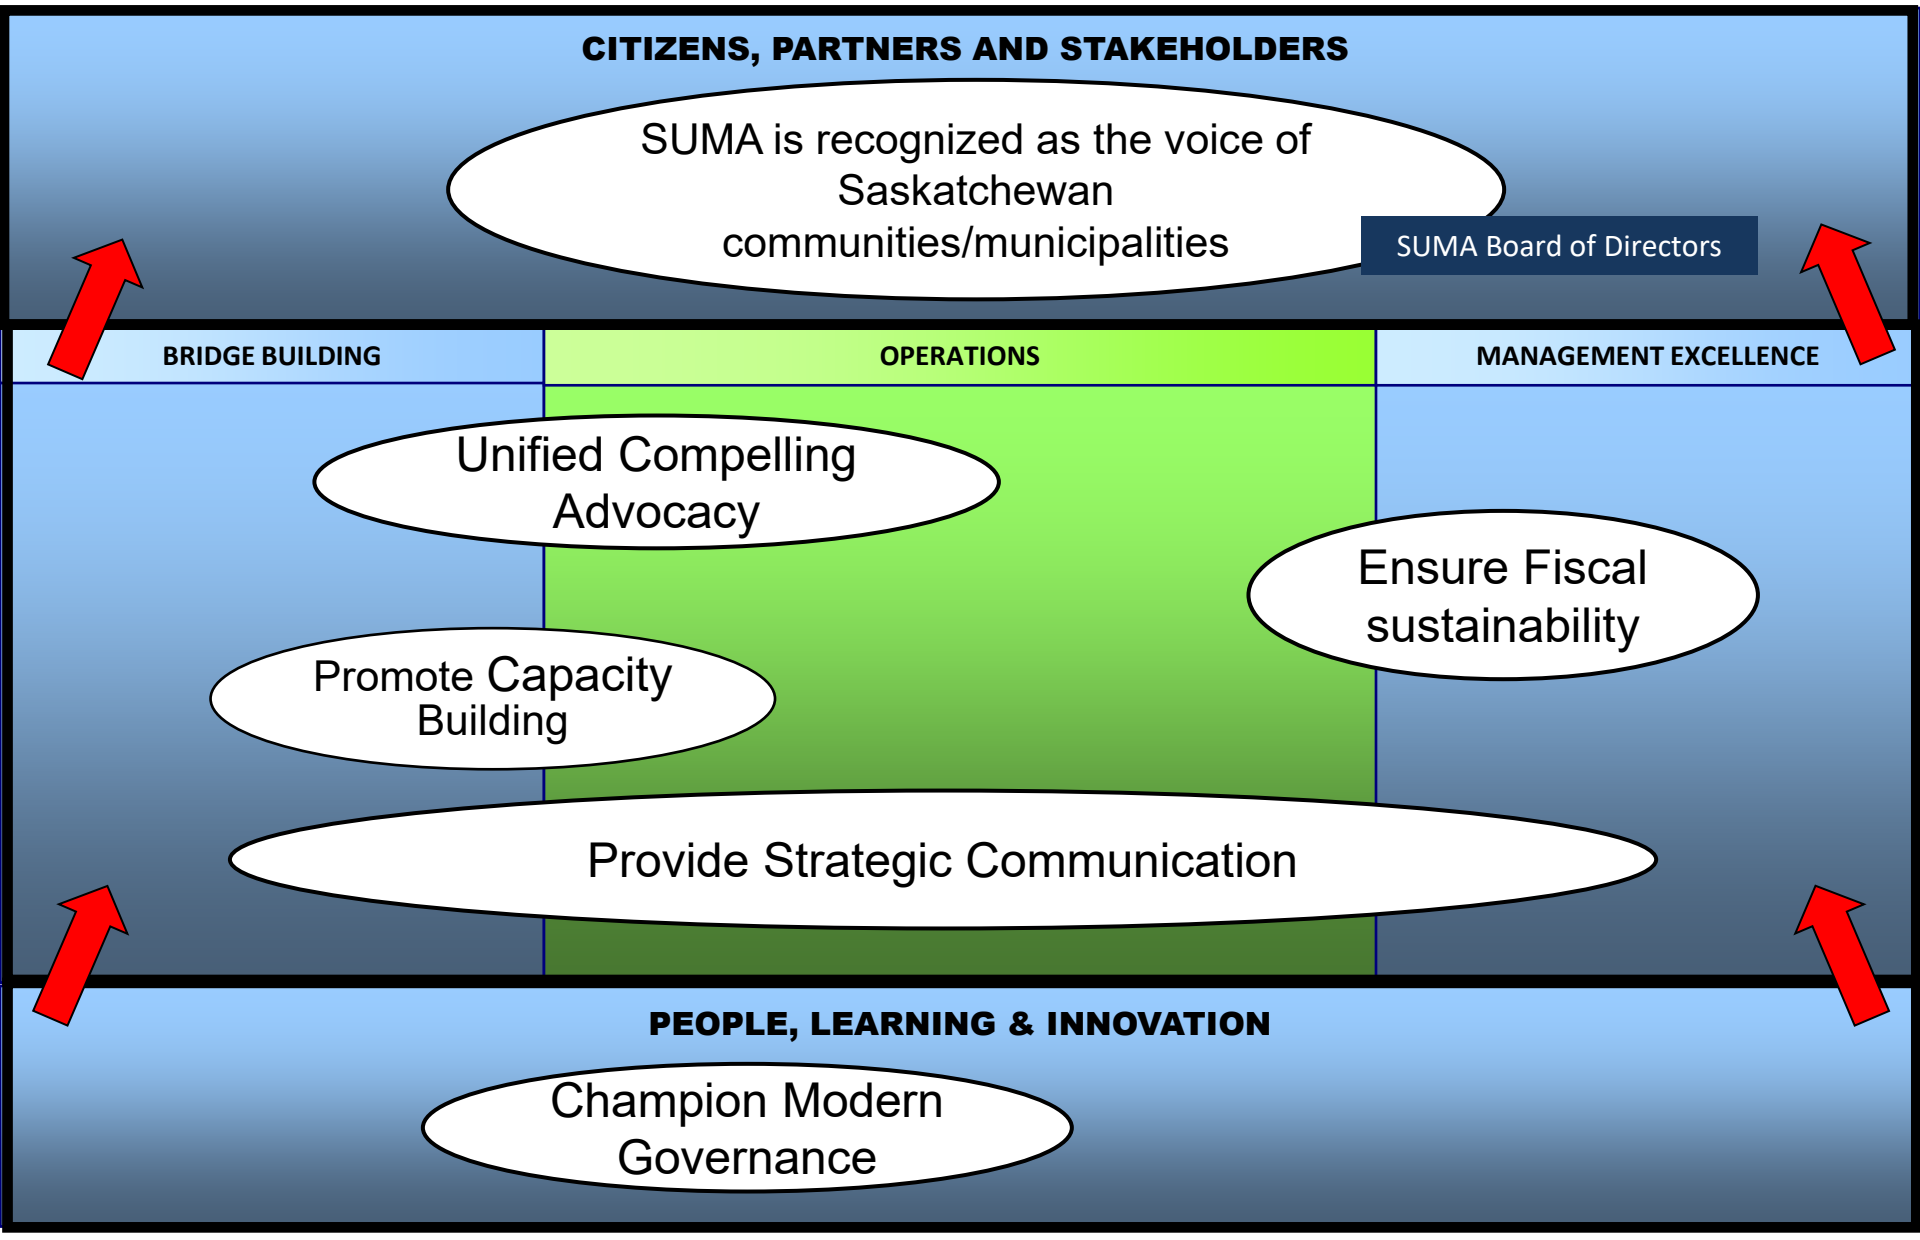 CITIZENS, PARTNERS AND STAKEHOLDERS
SUMA is recognized as the voice of
Saskatchewan
communities/municipalities
SUMA Board of Directors
BRIDGE BUILDING
OPERATIONS
MANAGEMENT EXCELLENCE
Unified Compelling
Advocacy
Ensure Fiscal
sustainability
Promote Capacity
Building
Provide Strategic Communication
PEOPLE, LEARNING & INNOVATION
Champion Modern
Governance